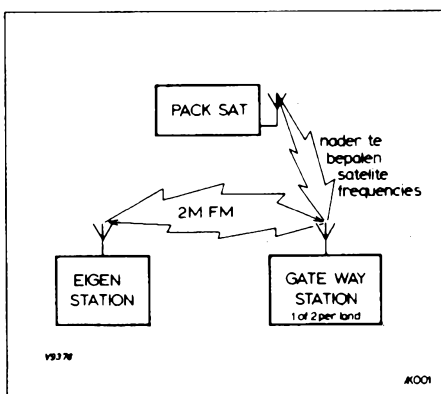 PACK SAT
nader te
bepalen
satelite
frequencies
2M FM
EIGEN
STATION
GATE WAY
STATION
1 of 2 per land
V9378
JK001